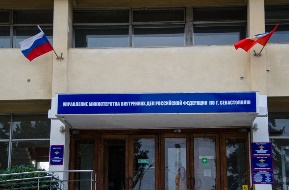 УПРАВЛЕНИЕ МИНИСТЕРСТВА ВНУТРЕННИХ ДЕЛ РОССИЙСКОЙ ФЕДЕРАЦИИ ПО Г. СЕВАСТОПОЛЮ